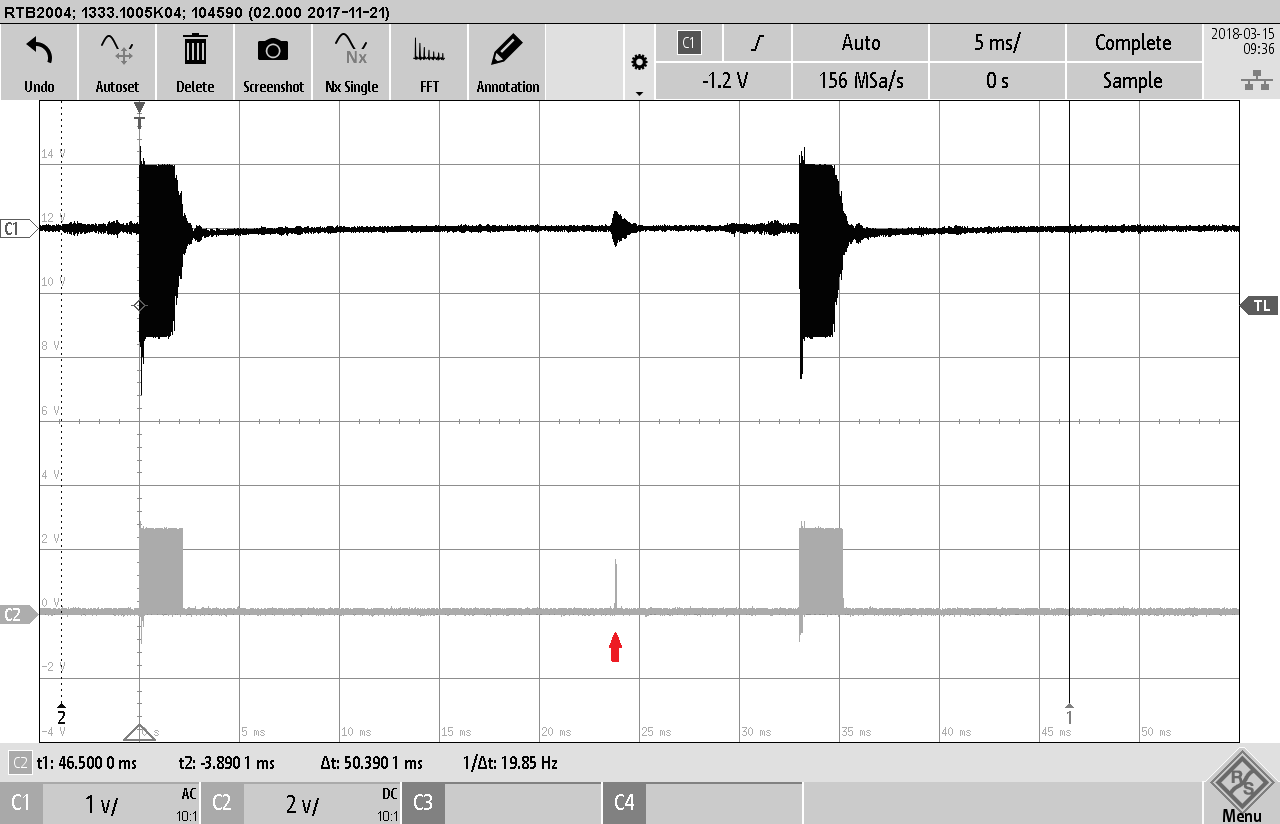 RTB2004; 1333.1005K04; 104590 (02.000 2017-11-21)
Undo Autoset Delete Screenshot Nx Single FFT Annotation
Nx
C1 Auto 5 ms/ Complete
-1.2 V 156 MSa/s 0 s Sample
2018-03-15
09:36
T
14 V
12 V
C1
10 V
TL
8 V
6 V
4 V
2 V
0 V
C2
-2 V
2
1
-4 V 0 s 5 ms 10 ms 15 ms 20 ms 25 ms 30 ms 35 ms 40 ms 45 ms 50 ms
C2 t1: 46.500 0 ms t2: -3.890 1 ms Δt: 50.390 1 ms 1/Δt: 19.85 Hz
C1 1 V/ AC 10:1 C2 2 V/ DC 10:1 C3 C4
R S
Menu